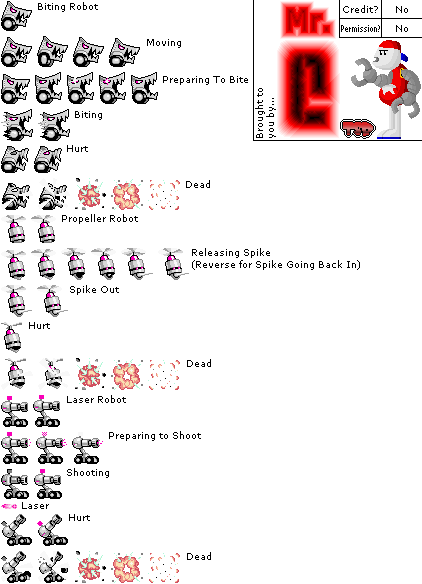 Biting Robot
Moving
Preparing To Bite
Biting
Hurt
Dead
Propeller Robot
Releasing Spike
(Reverse for Spike Going Back In)
Spike Out
Hurt
Dead
Laser Robot
Preparing to Shoot
Shooting
Laser
Hurt
Dead
Brought to
you by...
Mr.
C
Credit? No
Permission? No